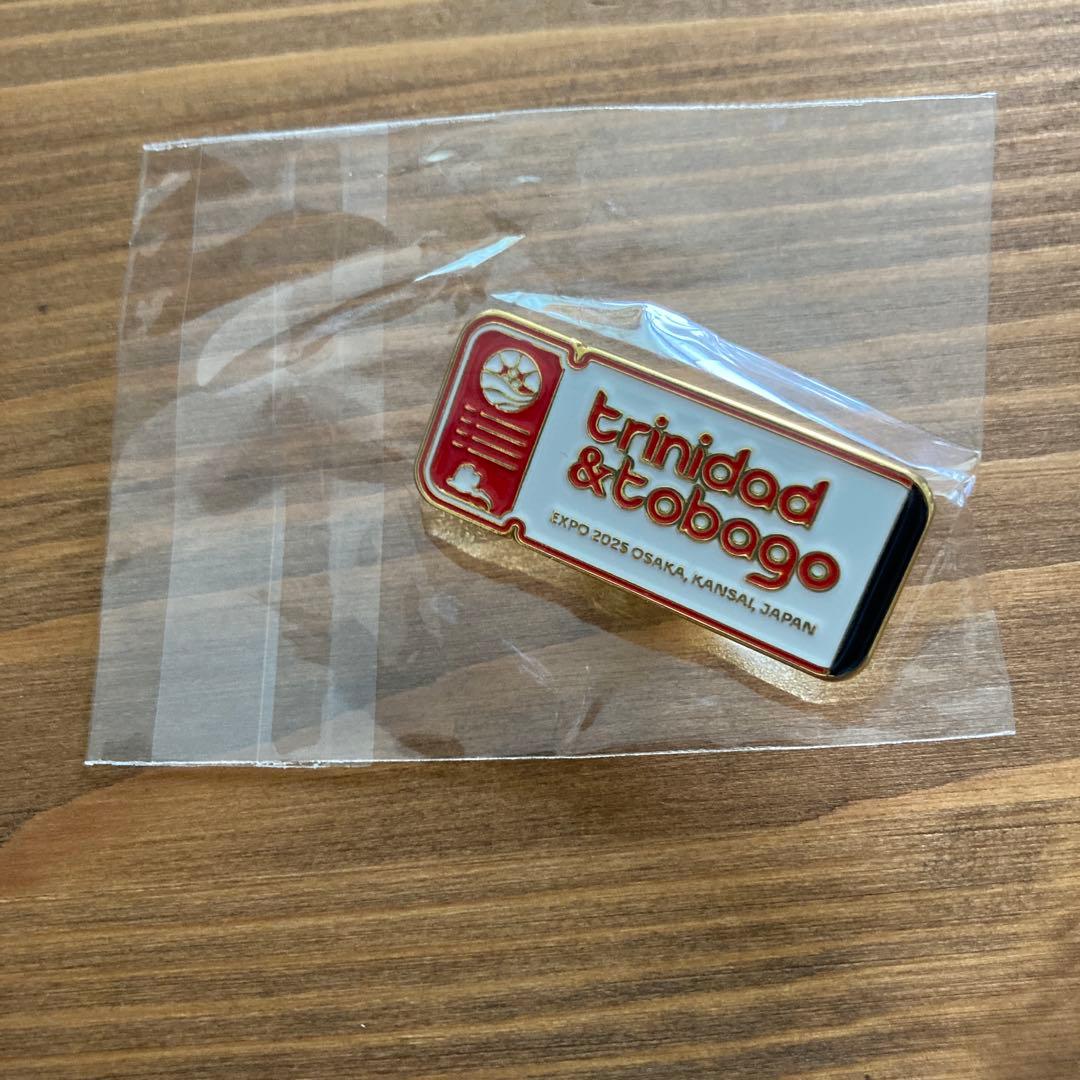 trinidad
&tobago
EXPO 2025 OSAKA, KANSAI, JAPAN